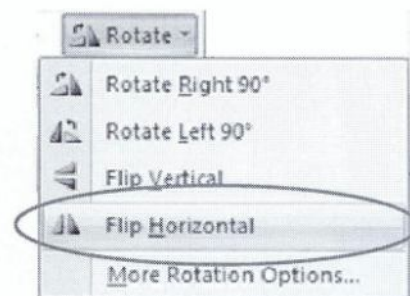 Rotate
Rotate Right 90°
Rotate Left 90°
Flip Vertical
Flip Horizontal
More Rotation Options...